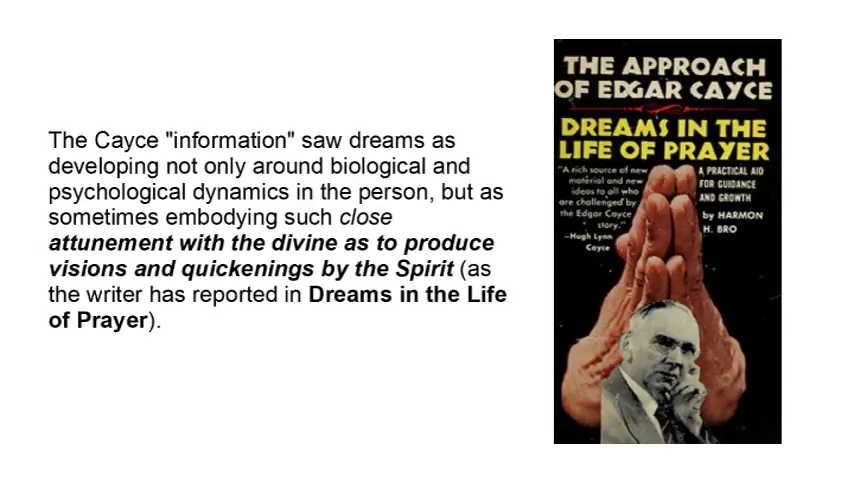 The Cayce "information" saw dreams as
developing not only around biological and
psychological dynamics in the person, but as
sometimes embodying such close
attunement with the divine as to produce
visions and quickenings by the Spirit (as
the writer has reported in Dreams in the Life
of Prayer).
THE APPROACH
OF EDGAR CAYCE
DREAMS IN THE
LIFE OF PRAYER
"A rich source of new
material and new
ideas to all who
are challenged by
the Edgar Cayce
story."
—Hugh Lynn
Cayce
A PRACTICAL AID
FOR GUIDANCE
AND GROWTH
by HARMON
H. BRO